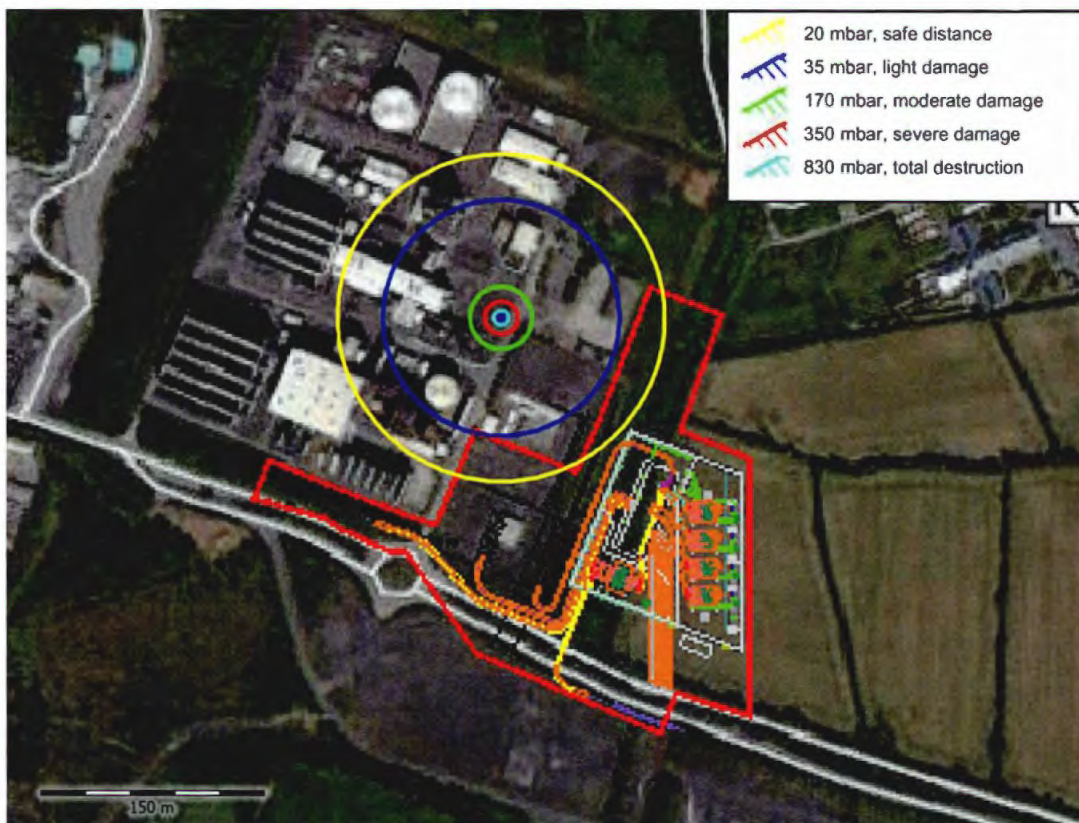 20 mbar, safe distance
35 mbar, light damage
170 mbar, moderate damage
350 mbar, severe damage
830 mbar, total destruction
150 m